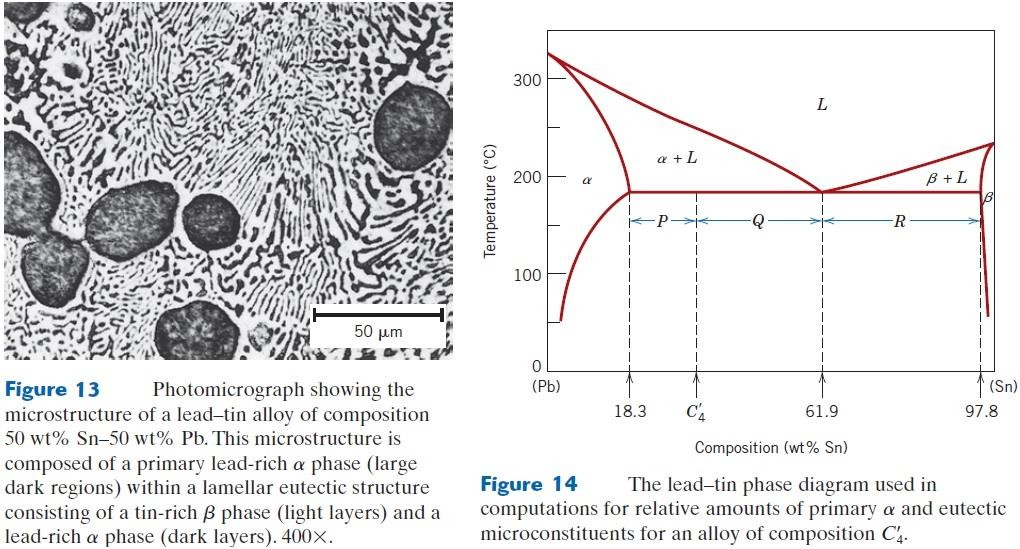 50 μm
Figure 13 Photomicrograph showing the
microstructure of a lead–tin alloy of composition
50 wt% Sn–50 wt% Pb. This microstructure is
composed of a primary lead-rich α phase (large
dark regions) within a lamellar eutectic structure
consisting of a tin-rich β phase (light layers) and a
lead-rich α phase (dark layers). 400×.
Temperature (°C)
300
200
100
0
L
α + L
α
β + L
β
P
Q
R
(Pb)
(Sn)
18.3
C′₄
61.9
97.8
Composition (wt% Sn)
Figure 14 The lead–tin phase diagram used in
computations for relative amounts of primary α and eutectic
microconstituents for an alloy of composition C′₄.